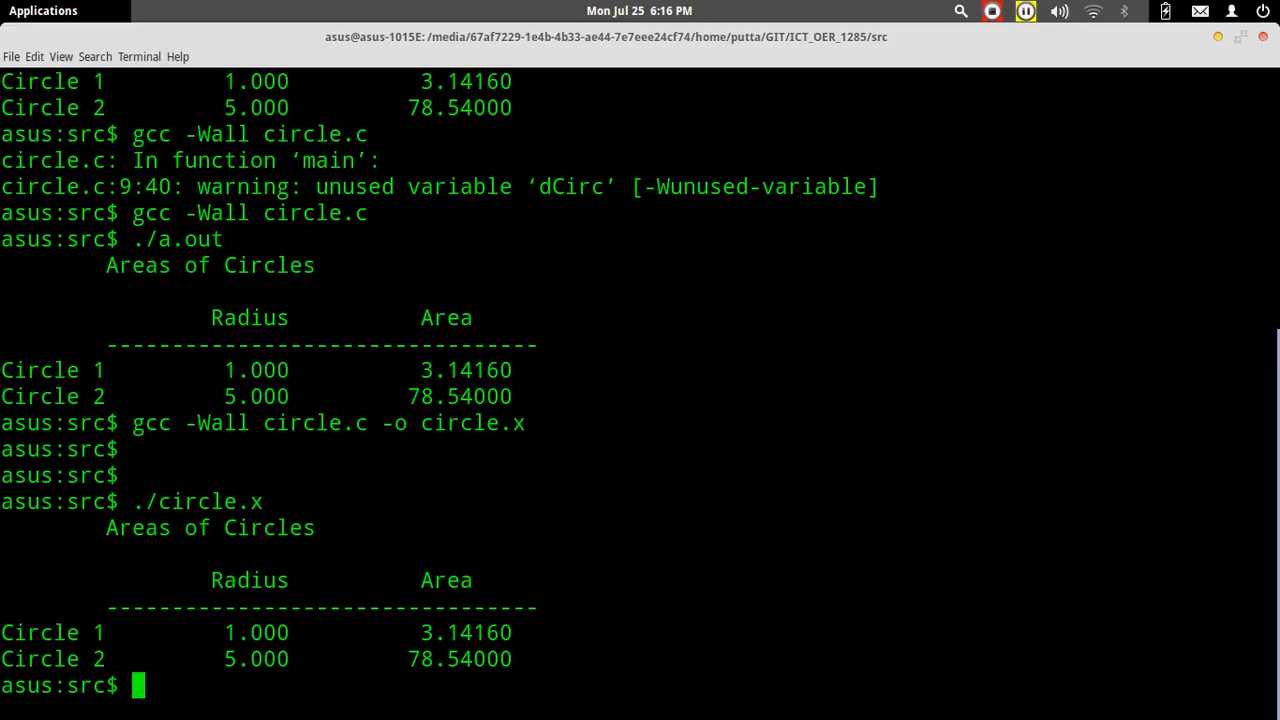 Applications Mon Jul 25, 6:16 PM
asus@asus-1015E: /media/67af7229-1e4b-4b33-ae44-7e7eee24cf74/home/putta/GIT/ICT_OER_1285/src
File Edit View Search Terminal Help
Circle 1 1.000 3.14160
Circle 2 5.000 78.54000
asus:src$ gcc -Wall circle.c
circle.c: In function ‘main’:
circle.c:9:40: warning: unused variable ‘dCirc’ [-Wunused-variable]
asus:src$ gcc -Wall circle.c
asus:src$ ./a.out
Areas of Circles
Radius Area
---------------------------------
Circle 1 1.000 3.14160
Circle 2 5.000 78.54000
asus:src$ gcc -Wall circle.c -o circle.x
asus:src$
asus:src$
asus:src$ ./circle.x
Areas of Circles
Radius Area
---------------------------------
Circle 1 1.000 3.14160
Circle 2 5.000 78.54000
asus:src$